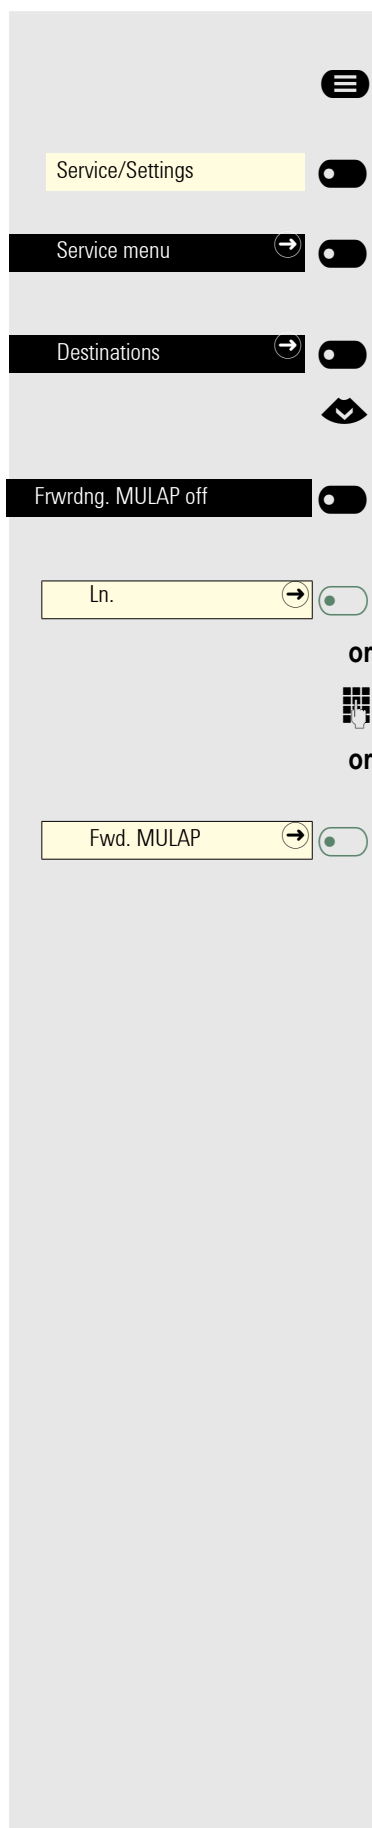 Service/Settings
Service menu
Destinations
Frwrdng. MULAP off
Ln.
or
or
Fwd. MULAP